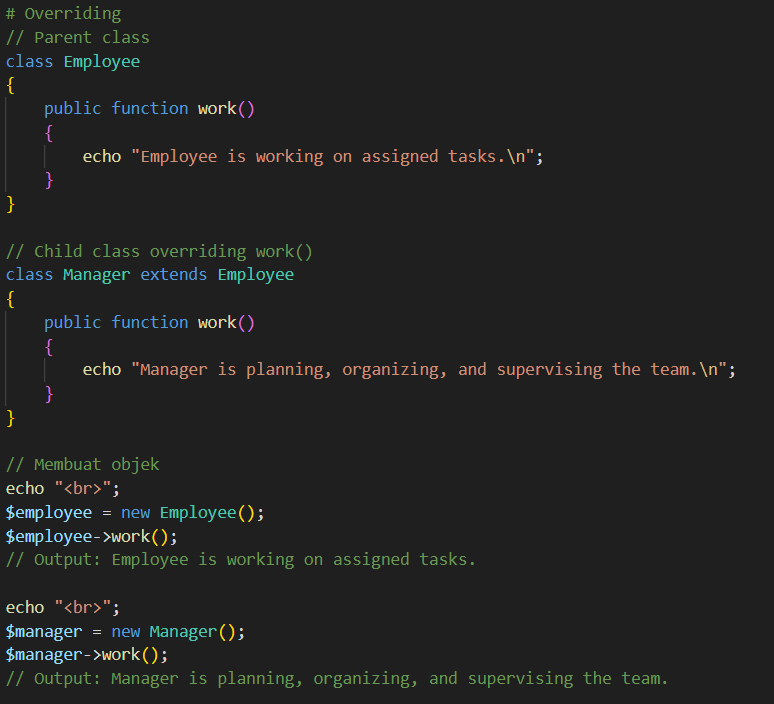 # Overriding
// Parent class
class Employee
{
    public function work()
    {
        echo "Employee is working on assigned tasks.\n";
    }
}

// Child class overriding work()
class Manager extends Employee
{
    public function work()
    {
        echo "Manager is planning, organizing, and supervising the team.\n";
    }
}

// Membuat objek
echo "<br>";
$employee = new Employee();
$employee->work();
// Output: Employee is working on assigned tasks.

echo "<br>";
$manager = new Manager();
$manager->work();
// Output: Manager is planning, organizing, and supervising the team.